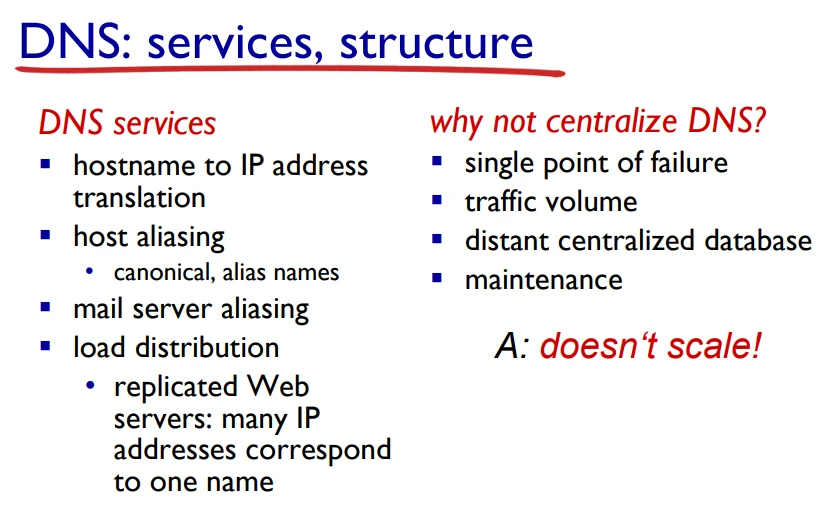 DNS: services, structure
DNS services
▪ hostname to IP address
translation
▪ host aliasing
• canonical, alias names
▪ mail server aliasing
▪ load distribution
• replicated Web
servers: many IP
addresses correspond
to one name
why not centralize DNS?
▪ single point of failure
▪ traffic volume
▪ distant centralized database
▪ maintenance
A: doesn‘t scale!